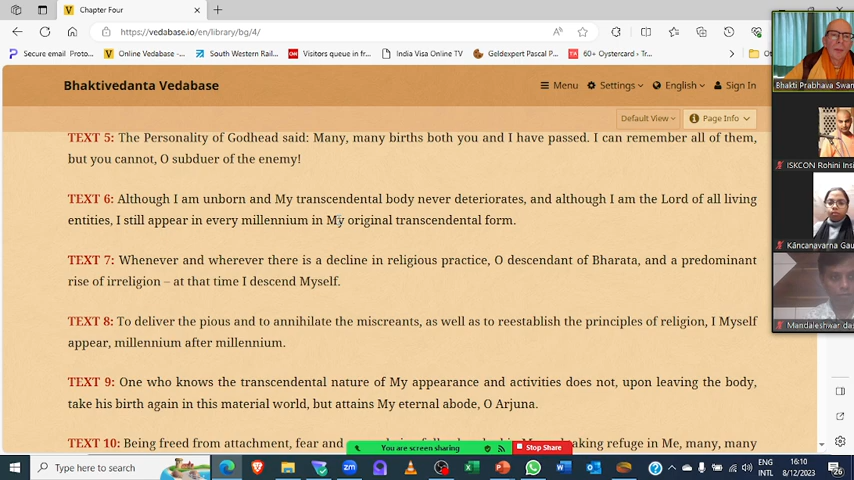 Chapter Four
https://vedabase.io/en/library/bg/4/
Secure email Proto...
Online Vedabase -...
South Western Rail...
Visitors queue in fr...
India Visa Online TV
Geldexpert Pascal P...
60+ Oystercard › Tr...
Bhaktivedanta Vedabase
Menu
Settings
English
Sign In
Default View
Page Info
TEXT 5: The Personality of Godhead said: Many, many births both you and I have passed. I can remember all of them,
but you cannot, O subduer of the enemy!
TEXT 6: Although I am unborn and My transcendental body never deteriorates, and although I am the Lord of all living
entities, I still appear in every millennium in My original transcendental form.
TEXT 7: Whenever and wherever there is a decline in religious practice, O descendant of Bharata, and a predominant
rise of irreligion – at that time I descend Myself.
TEXT 8: To deliver the pious and to annihilate the miscreants, as well as to reestablish the principles of religion, I Myself
appear, millennium after millennium.
TEXT 9: One who knows the transcendental nature of My appearance and activities does not, upon leaving the body,
take his birth again in this material world, but attains My eternal abode, O Arjuna.
TEXT 10: Being freed from attachment, fear and taking refuge in Me, many, many
Bhakti Prabhava Swan
ISKCON Rohini Inst
Kāncanavarna Gau
Mandaleshwar das
You are screen sharing
Stop Share
Type here to search
ENG
INTL
16:10
8/12/2023
26